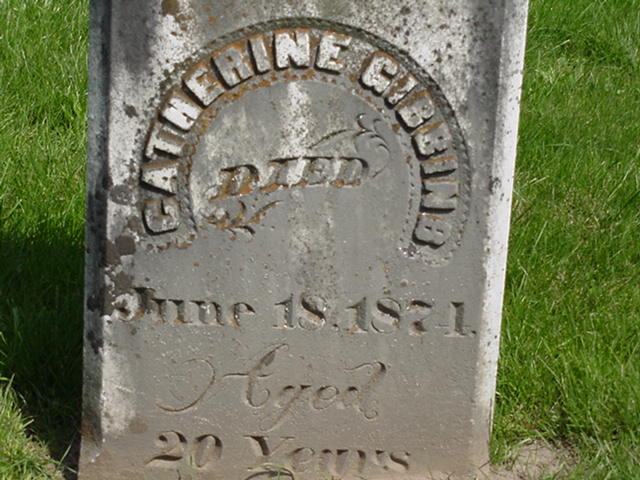 CATHERINE GIBBINS
DIED
June 18, 1874.
Aged
20 Years